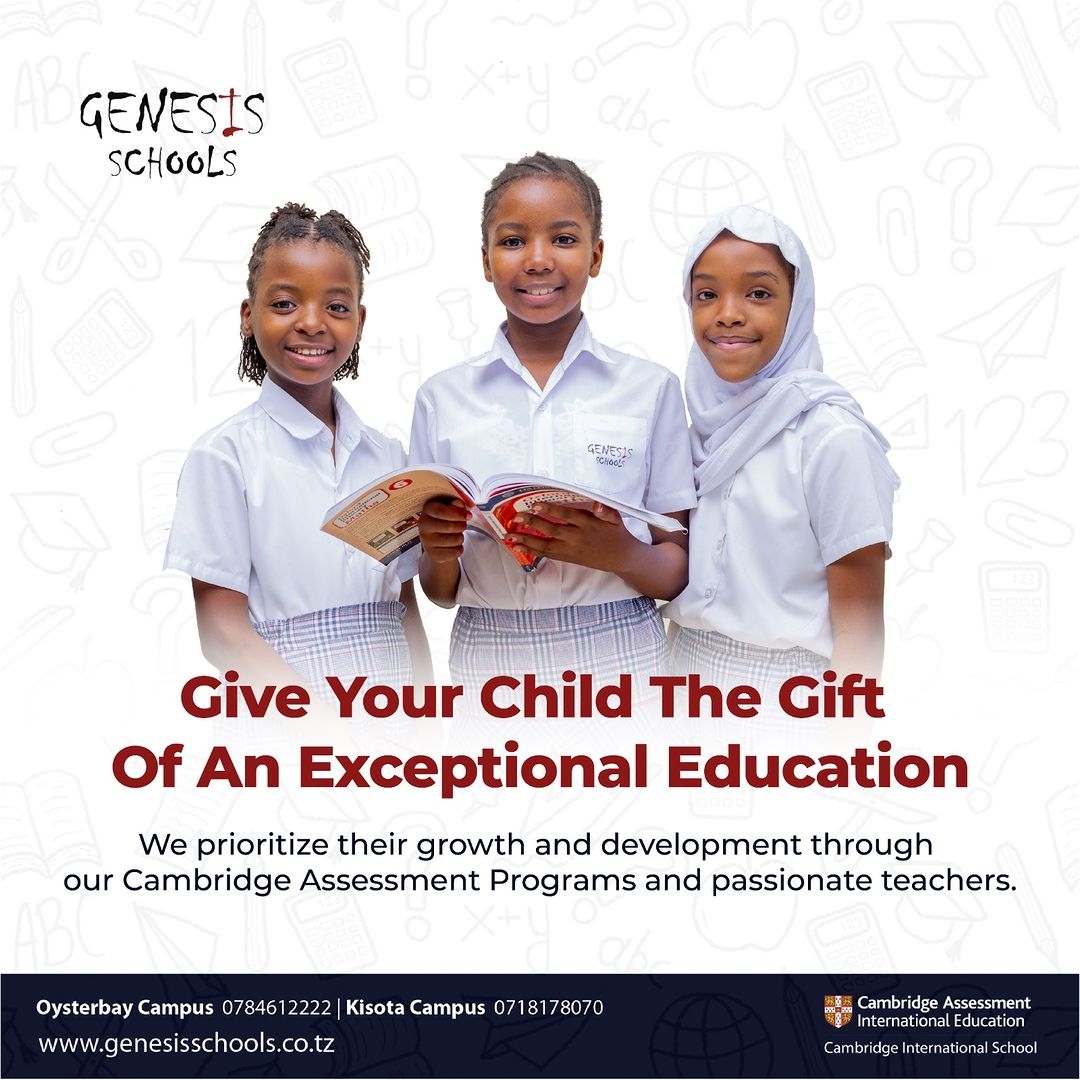 GENESIS
SCHOOLS
GENESIS
SCHOOLS
6
Give Your Child The Gift
Of An Exceptional Education
We prioritize their growth and development through
our Cambridge Assessment Programs and passionate teachers.
Oysterbay Campus 0784612222 | Kisota Campus 0718178070
www.genesisschools.co.tz
Cambridge Assessment
International Education
Cambridge International School